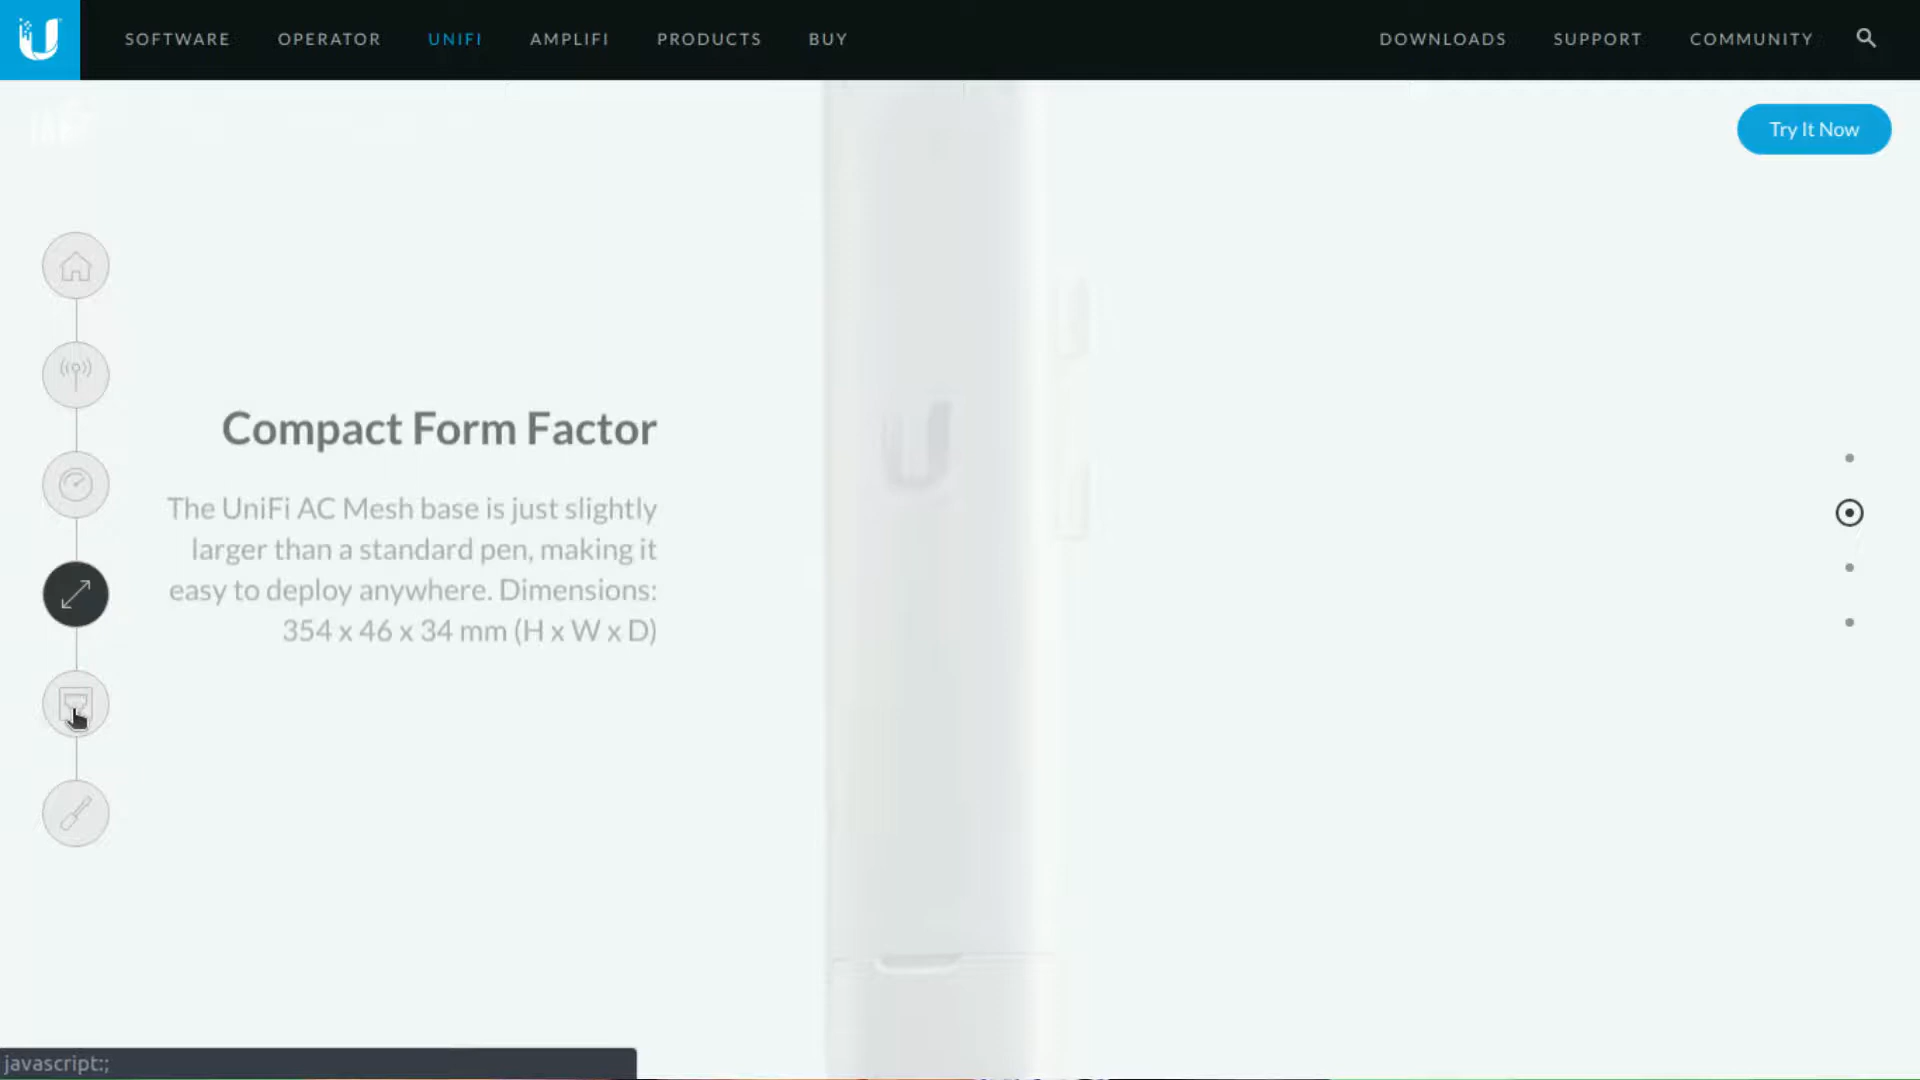 SOFTWARE OPERATOR UNIFI AMPLIFI PRODUCTS BUY DOWNLOADS SUPPORT COMMUNITY
Try It Now
Compact Form Factor
The UniFi AC Mesh base is just slightly
larger than a standard pen, making it
easy to deploy anywhere. Dimensions:
354 x 46 x 34 mm (H x W x D)
javascript:;